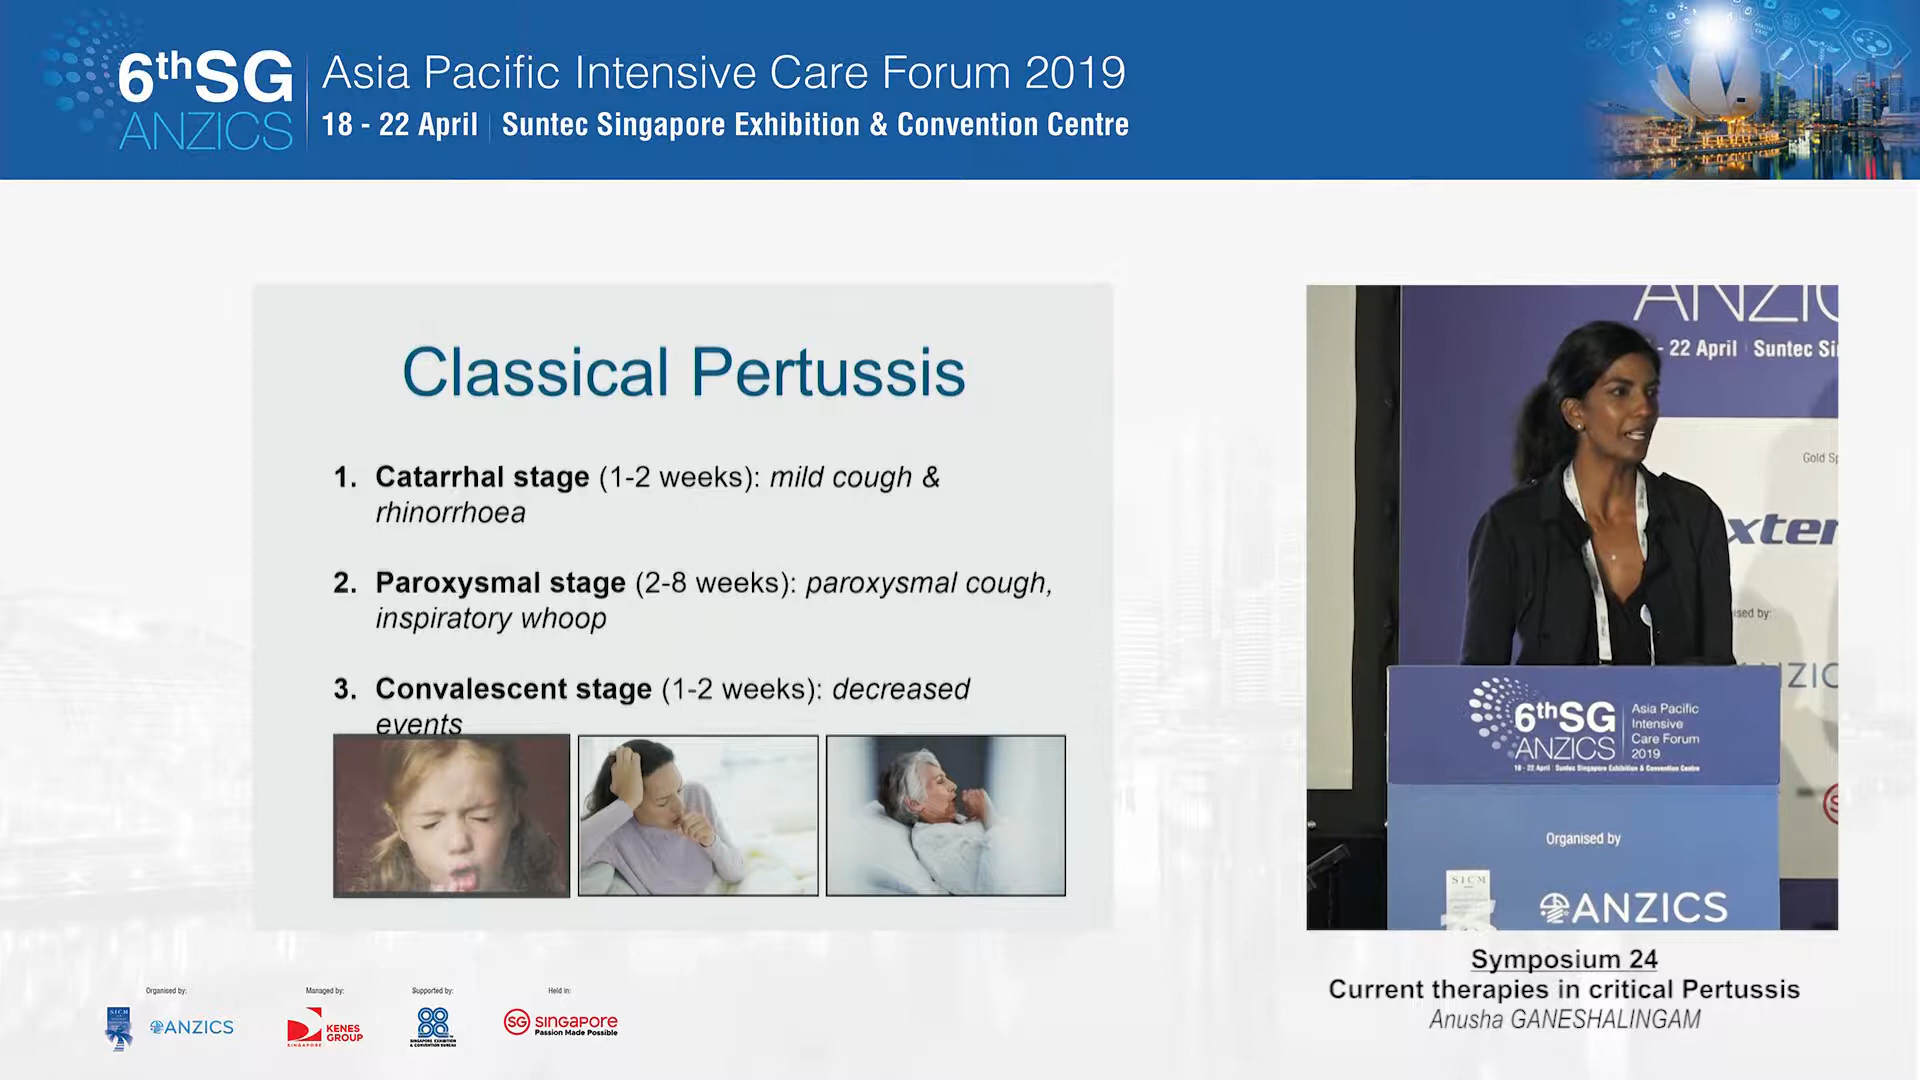 6thSG
ANZICS
Asia Pacific Intensive Care Forum 2019
18 - 22 April | Suntec Singapore Exhibition & Convention Centre
Classical Pertussis
1. Catarrhal stage (1-2 weeks): mild cough &
rhinorrhoea
2. Paroxysmal stage (2-8 weeks): paroxysmal cough,
inspiratory whoop
3. Convalescent stage (1-2 weeks): decreased
events
ANZIC
- 22 April | Suntec Si
Gold Sp
xter
ised by:
NZIC
6thSG
ANZICS
Asia Pacific
Intensive
Care Forum
2019
18 - 22 April | Suntec Singapore Exhibition & Convention Centre
Organised by
SICM
ANZICS
Symposium 24
Current therapies in critical Pertussis
Anusha GANESHALINGAM
Organised by:
SICM
ANZICS
Managed by:
KENES
GROUP
SINGAPORE
Supported by:
SINGAPORE EXHIBITION
& CONVENTION BUREAU
Held in:
SG singapore
Passion Made Possible